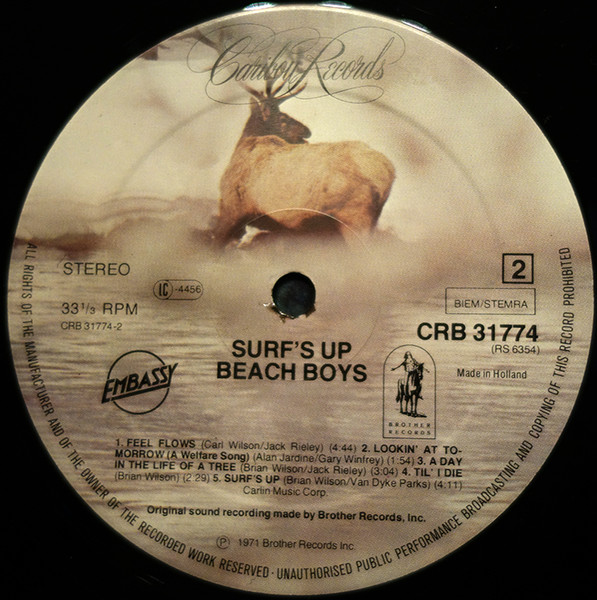 Caribou Records
STEREO
LC-4456
33 1/3 RPM
CRB 31774-2
2
BIEM/STEMRA
CRB 31774
(RS 6354)
Made in Holland
EMBASSY
SURF'S UP
BEACH BOYS
BROTHER
RECORDS
1. FEEL FLOWS (Carl Wilson/Jack Rieley) (4:44) 2. LOOKIN' AT TO-
MORROW (A Welfare Song) (Alan Jardine/Gary Winfrey) (1:54) 3. A DAY
IN THE LIFE OF A TREE (Brian Wilson/Jack Rieley) (3:04) 4. TIL' I DIE
(Brian Wilson) (2:29) 5. SURF'S UP (Brian Wilson/Van Dyke Parks) (4:11)
Carlin Music Corp.
Original sound recording made by Brother Records, Inc.
℗ 1971 Brother Records Inc.
ALL RIGHTS OF THE MANUFACTURER AND OF THE OWNER OF THE RECORDED WORK RESERVED · UNAUTHORISED PUBLIC PERFORMANCE BROADCASTING AND COPYING OF THIS RECORD PROHIBITED